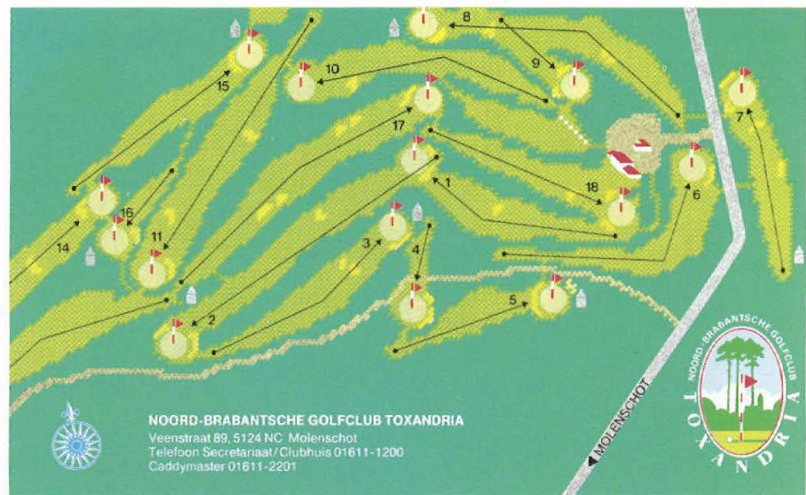 8
10
9
15
7
17
1
18
6
16
11
14
3
4
5
2
MOLENSCHOT
NOORD-BRABANTSCHE GOLFCLUB
TOXANDRIA
NOORD-BRABANTSCHE GOLFCLUB TOXANDRIA
Veenstraat 89, 5124 NC Molenschot
Telefoon Secretariaat/Clubhuis 01611-1200
Caddymaster 01611-2201